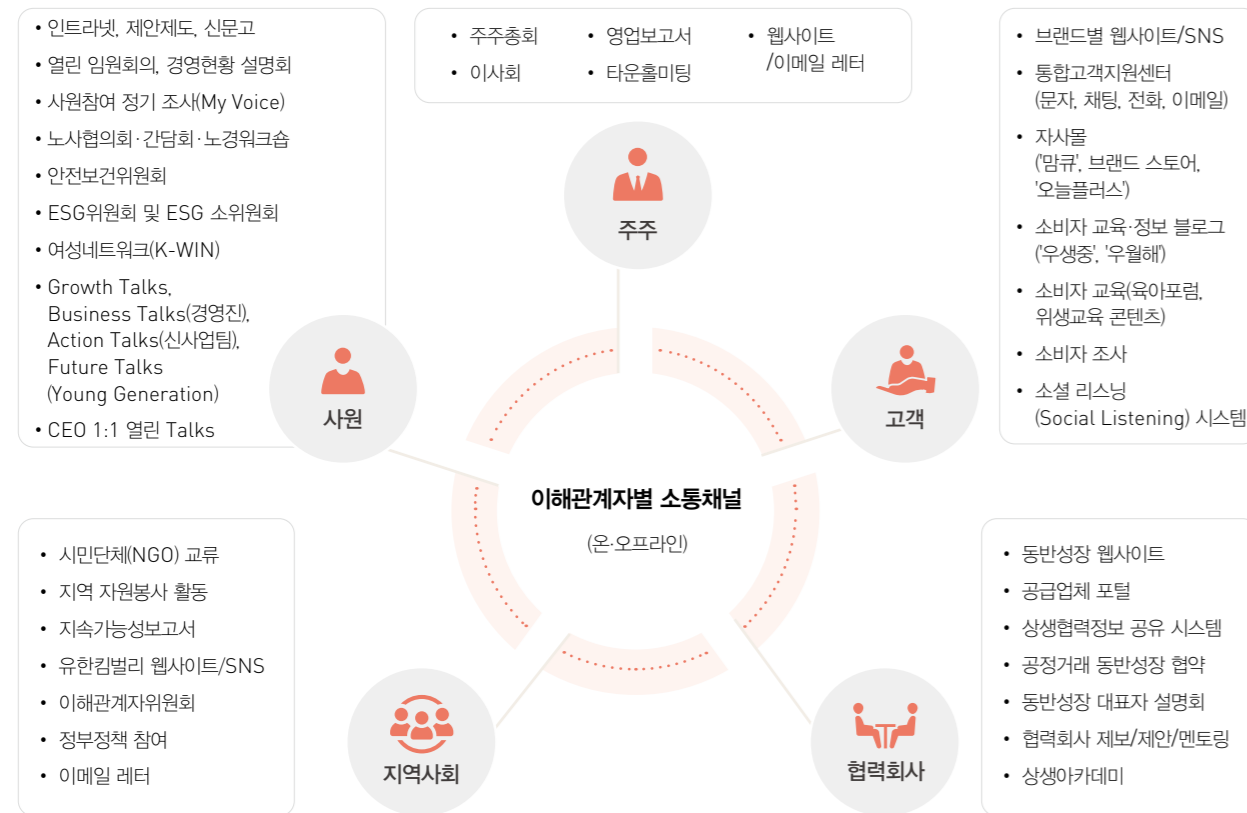 • 인트라넷, 제안제도, 신문고
• 열린 임원회의, 경영현황 설명회
• 사원참여 정기 조사(My Voice)
• 노사협의회·간담회·노경워크숍
• 안전보건위원회
• ESG위원회 및 ESG 소위원회
• 여성네트워크(K-WIN)
• Growth Talks,
Business Talks(경영진),
Action Talks(신사업팀),
Future Talks
(Young Generation)
• CEO 1:1 열린 Talks
사원
• 주주총회
• 이사회
• 영업보고서
• 타운홀미팅
• 웹사이트
/이메일 레터
주주
• 브랜드별 웹사이트/SNS
• 통합고객지원센터
(문자, 채팅, 전화, 이메일)
• 자사몰
('맘큐', 브랜드 스토어,
'오늘플러스')
• 소비자 교육·정보 블로그
('우생중', '우월해')
• 소비자 교육(육아포럼,
위생교육 콘텐츠)
• 소비자 조사
• 소셜 리스닝
(Social Listening) 시스템
고객
이해관계자별 소통채널
(온·오프라인)
• 시민단체(NGO) 교류
• 지역 자원봉사 활동
• 지속가능성보고서
• 유한킴벌리 웹사이트/SNS
• 이해관계자위원회
• 정부정책 참여
• 이메일 레터
지역사회
• 동반성장 웹사이트
• 공급업체 포털
• 상생협력정보 공유 시스템
• 공정거래 동반성장 협약
• 동반성장 대표자 설명회
• 협력회사 제보/제안/멘토링
• 상생아카데미
협력회사